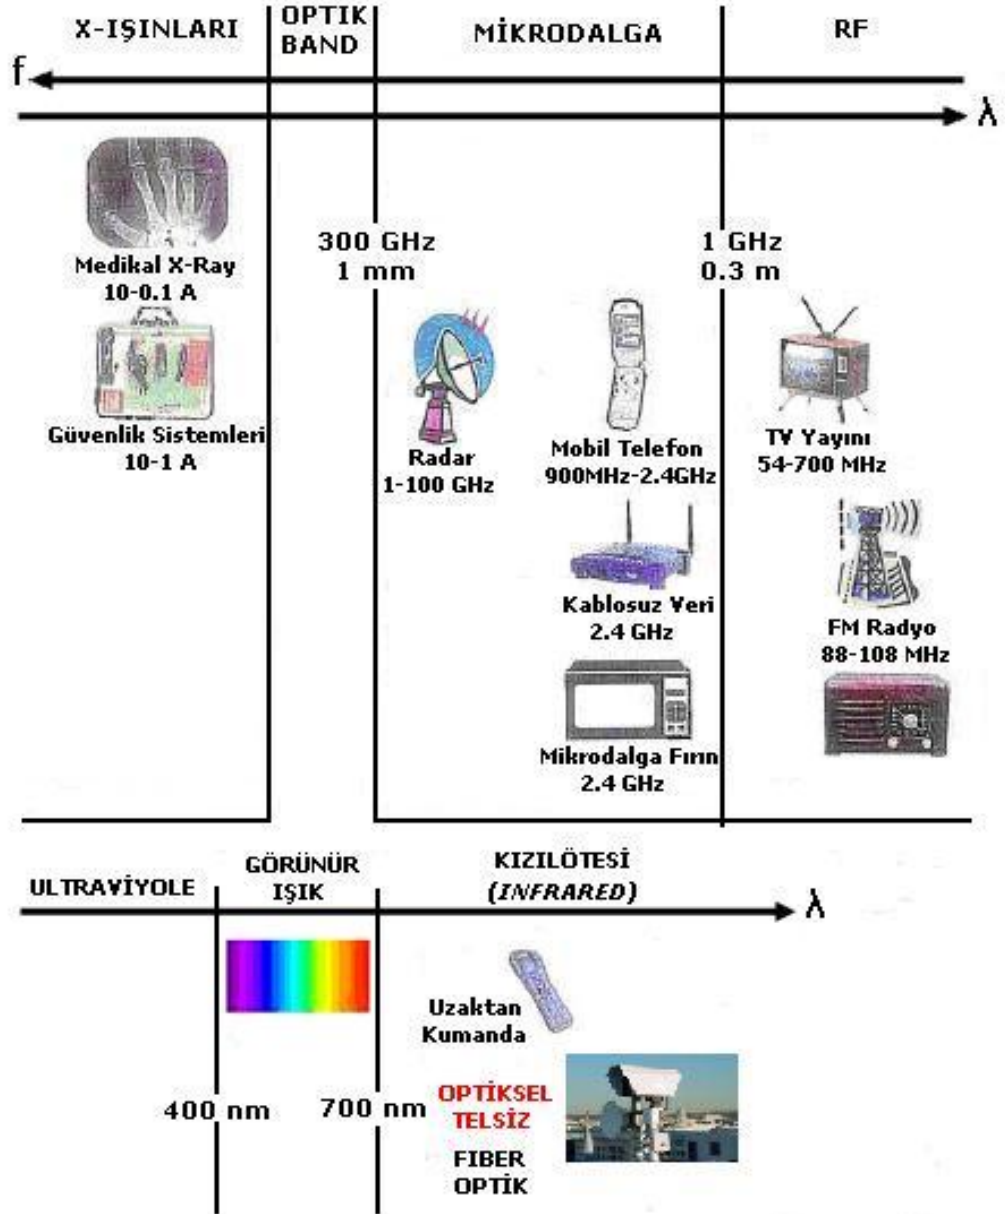 X-IŞINLARI
OPTIK
BAND
MİKRODALGA
RF
f
λ
Medikal X-Ray
10-0.1 A
Güvenlik Sistemleri
10-1 A
300 GHz
1 mm
1 GHz
0.3 m
Radar
1-100 GHz
Mobil Telefon
900MHz-2.4GHz
TV Yayını
54-700 MHz
Kablosuz Veri
2.4 GHz
FM Radyo
88-108 MHz
Mikrodalga Fırın
2.4 GHz
ULTRAVİYOLE
GÖRÜNÜR
IŞIK
KIZILÖTESİ
(INFRARED)
λ
Uzaktan
Kumanda
400 nm
700 nm
OPTİKSEL
TELSİZ
FIBER
OPTİK